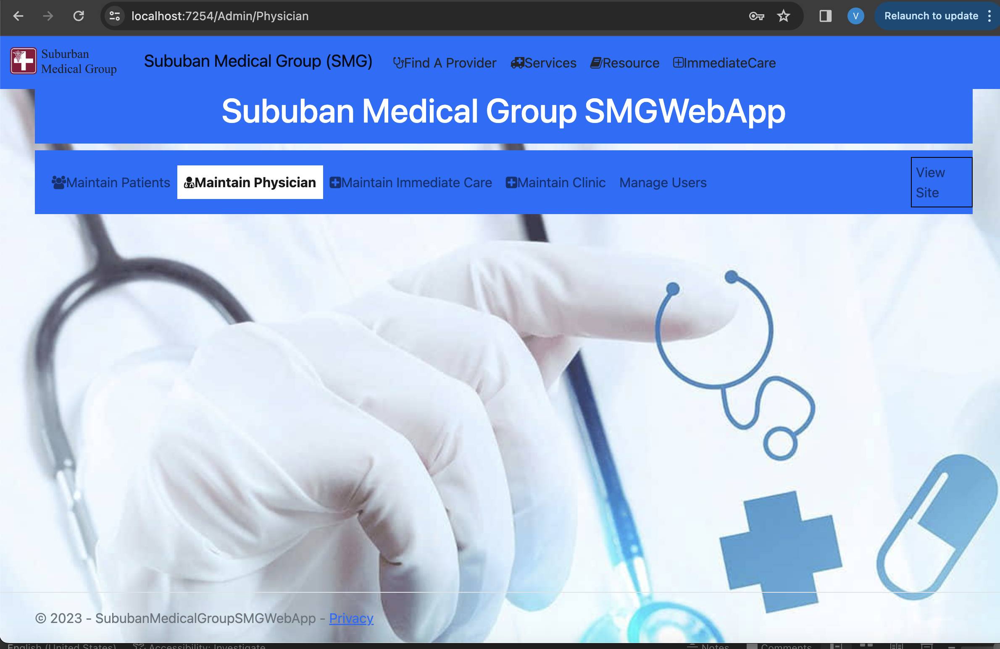 localhost:7254/Admin/Physician
V
Relaunch to update
Suburban
Medical Group
Sububan Medical Group (SMG)
Find A Provider
Services
Resource
ImmediateCare
Sububan Medical Group SMGWebApp
Maintain Patients
Maintain Physician
Maintain Immediate Care
Maintain Clinic
Manage Users
View
Site
© 2023 - SububanMedicalGroupSMGWebApp - Privacy
English (United States)
Accessibility: Investigate
Notes
Comments